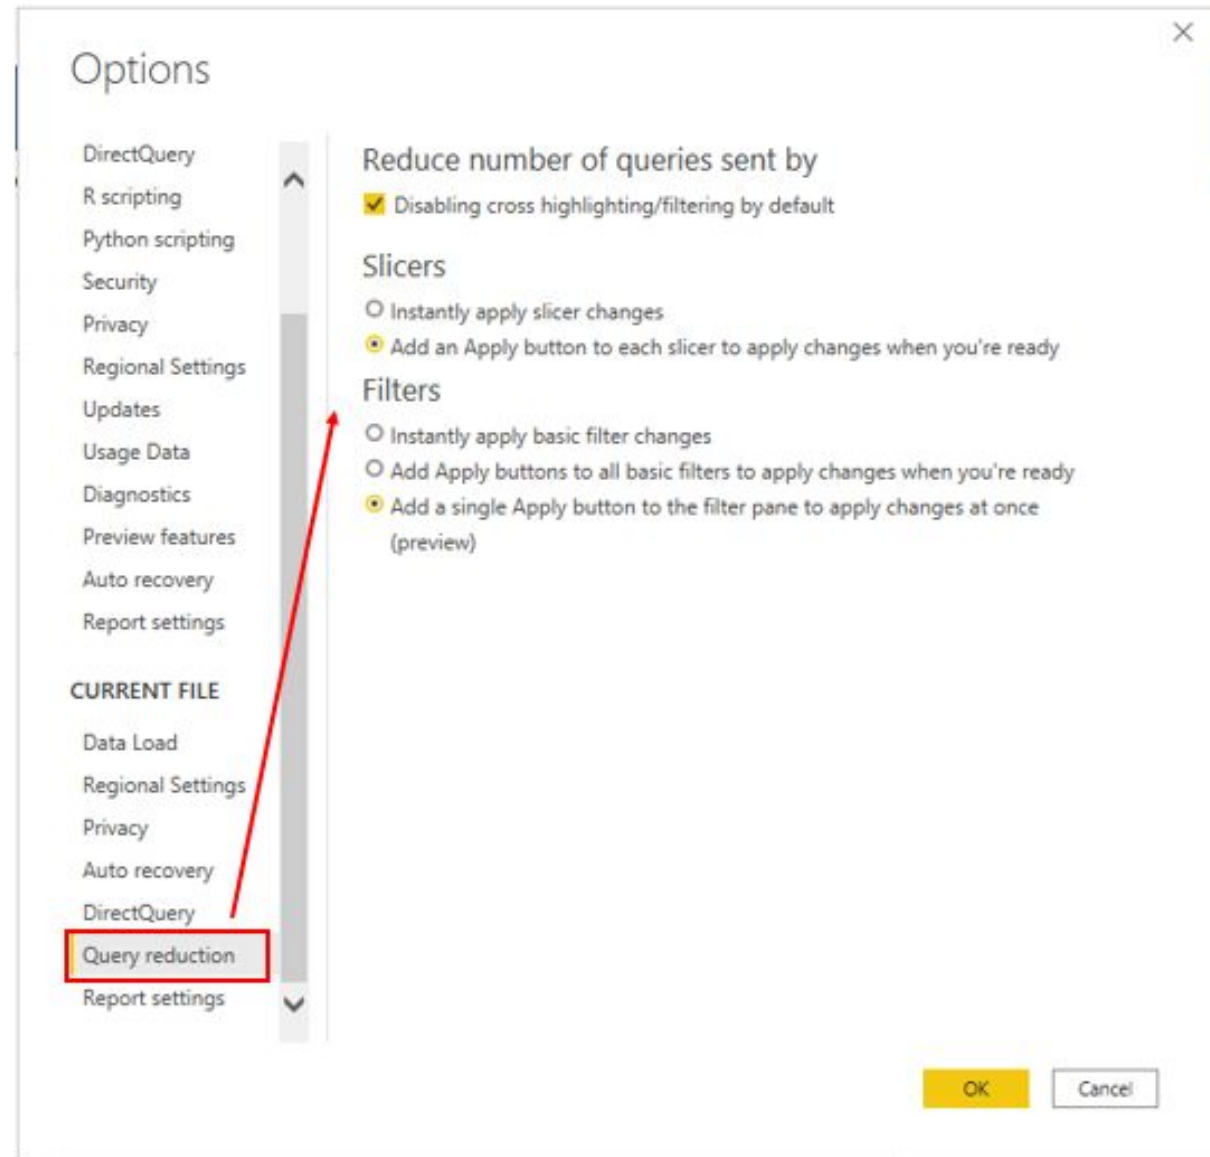 Options
DirectQuery
R scripting
Python scripting
Security
Privacy
Regional Settings
Updates
Usage Data
Diagnostics
Preview features
Auto recovery
Report settings
CURRENT FILE
Data Load
Regional Settings
Privacy
Auto recovery
DirectQuery
Query reduction
Report settings
Reduce number of queries sent by
Disabling cross highlighting/filtering by default
Slicers
Instantly apply slicer changes
Add an Apply button to each slicer to apply changes when you're ready
Filters
Instantly apply basic filter changes
Add Apply buttons to all basic filters to apply changes when you're ready
Add a single Apply button to the filter pane to apply changes at once
(preview)
OK
Cancel